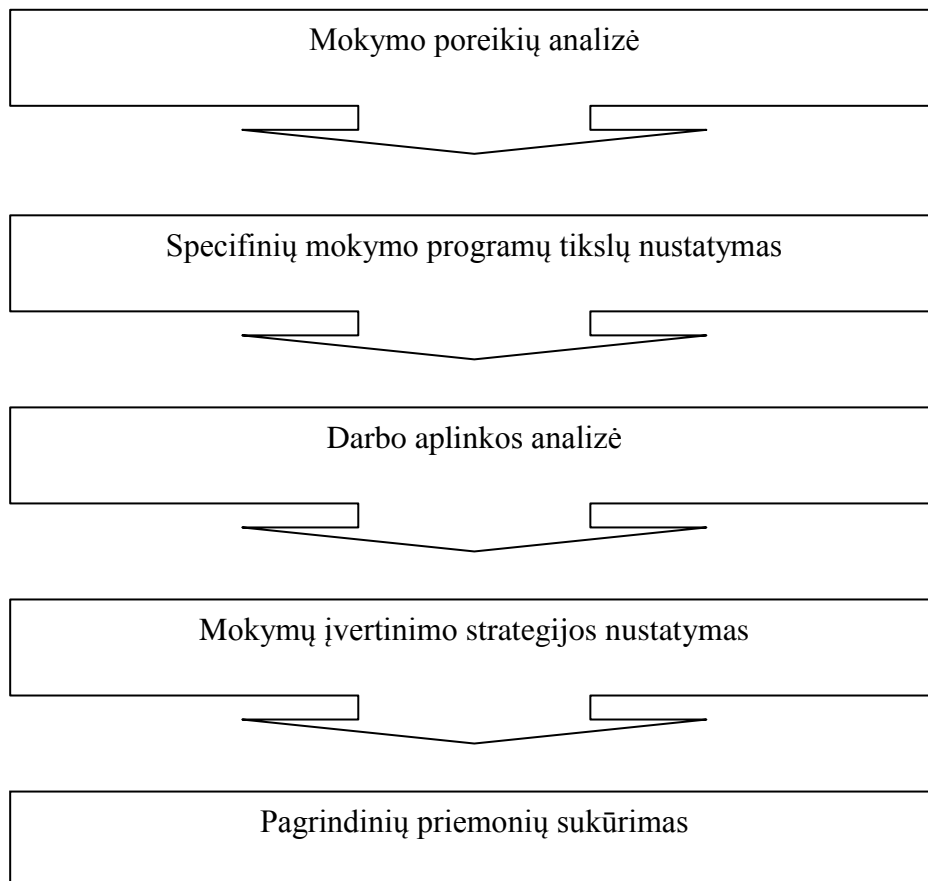 Mokymo poreikių analizė
Specifinių mokymo programų tikslų nustatymas
Darbo aplinkos analizė
Mokymų įvertinimo strategijos nustatymas
Pagrindinių priemonių sukūrimas